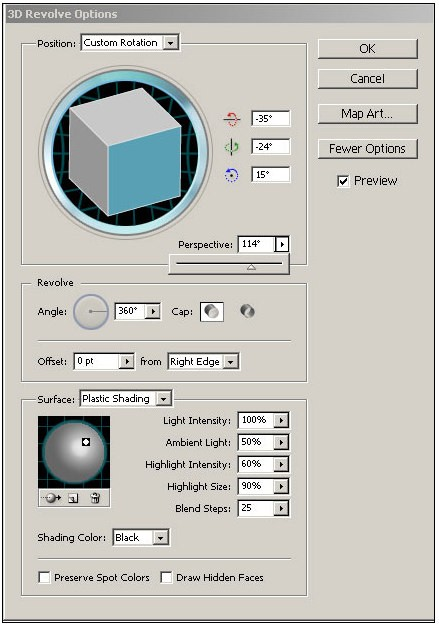 3D Revolve Options
Position: Custom Rotation
OK
Cancel
Map Art...
Fewer Options
Preview
-35°
-24°
15°
Perspective: 114°
Revolve
Angle: 360° Cap:
Offset: 0 pt from Right Edge
Surface: Plastic Shading
Light Intensity: 100%
Ambient Light: 50%
Highlight Intensity: 60%
Highlight Size: 90%
Blend Steps: 25
Shading Color: Black
Preserve Spot Colors Draw Hidden Faces